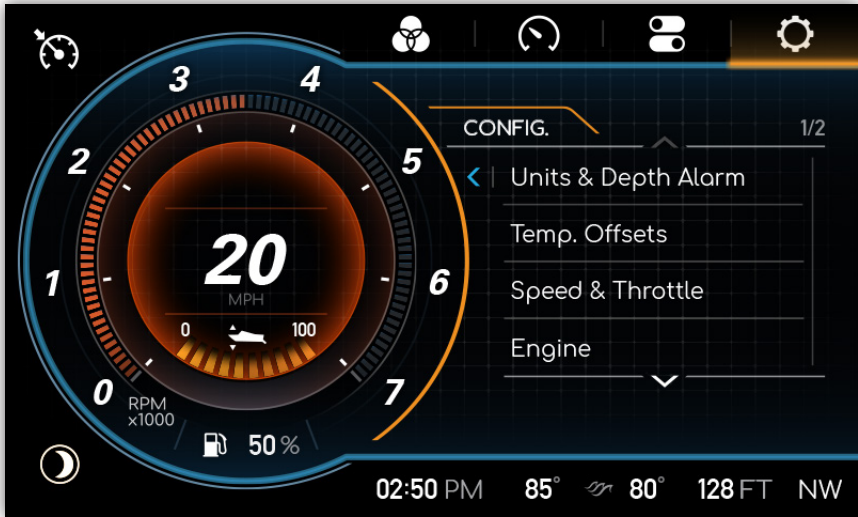 3 4
2 5
1 6
0 7
20
MPH
0 100
RPM
x1000
50%
CONFIG. 1/2
Units & Depth Alarm
Temp. Offsets
Speed & Throttle
Engine
02:50 PM 85° 80° 128 FT NW